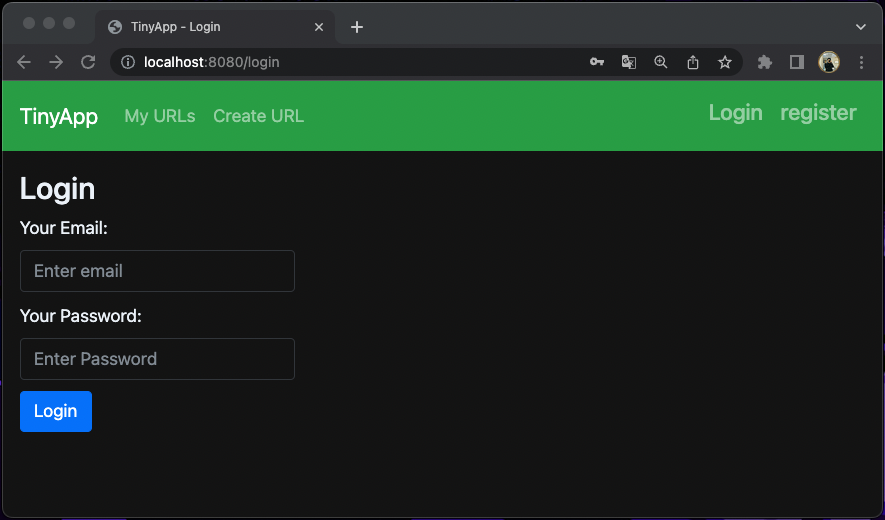 TinyApp - Login
localhost:8080/login
TinyApp My URLs Create URL Login register
Login
Your Email:
Enter email
Your Password:
Enter Password
Login